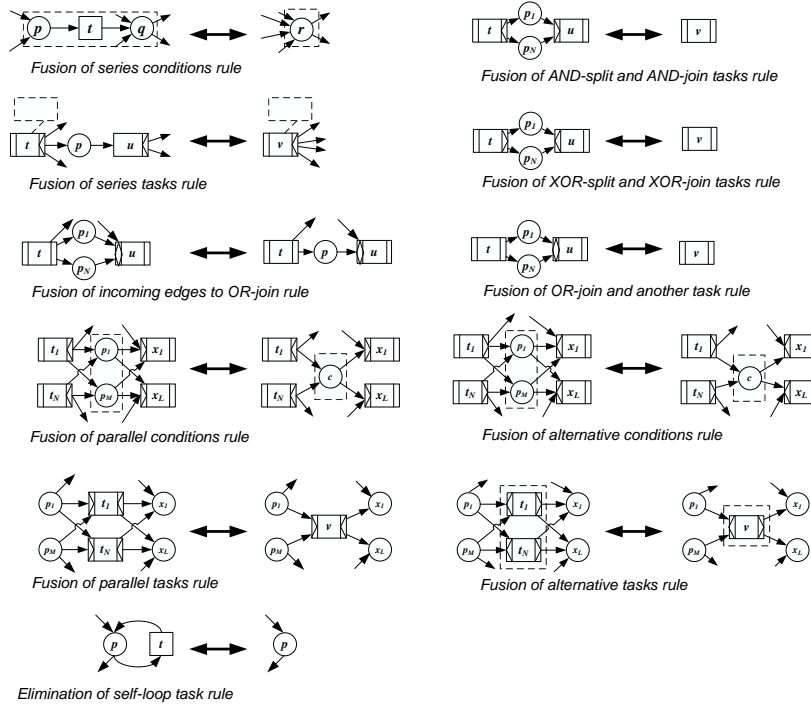 p t q r
Fusion of series conditions rule
t p1 pN u v
Fusion of AND-split and AND-join tasks rule
t p u v
Fusion of series tasks rule
t p1 pN u v
Fusion of XOR-split and XOR-join tasks rule
t p1 pN u t p u
Fusion of incoming edges to OR-join rule
t p1 pN u v
Fusion of OR-join and another task rule
t1 p1 x1 t1 x1
c
tN pM xL tN xL
Fusion of parallel conditions rule
t1 p1 x1 t1 x1
c
tN pM xL tN xL
Fusion of alternative conditions rule
p1 t1 x1 p1 x1
v
pM tN xL pM xL
Fusion of parallel tasks rule
p1 t1 x1 p1 x1
v
pM tN xL pM xL
Fusion of alternative tasks rule
p t p
Elimination of self-loop task rule